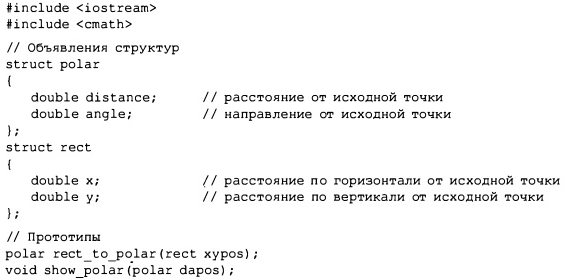 #include <iostream>
#include <cmath>
// Объявления структур
struct polar
{
double distance; // расстояние от исходной точки
double angle; // направление от исходной точки
};
struct rect
{
double x; // расстояние по горизонтали от исходной точки
double y; // расстояние по вертикали от исходной точки
};
// Прототипы
polar rect_to_polar(rect xypos);
void show_polar(polar dapos);